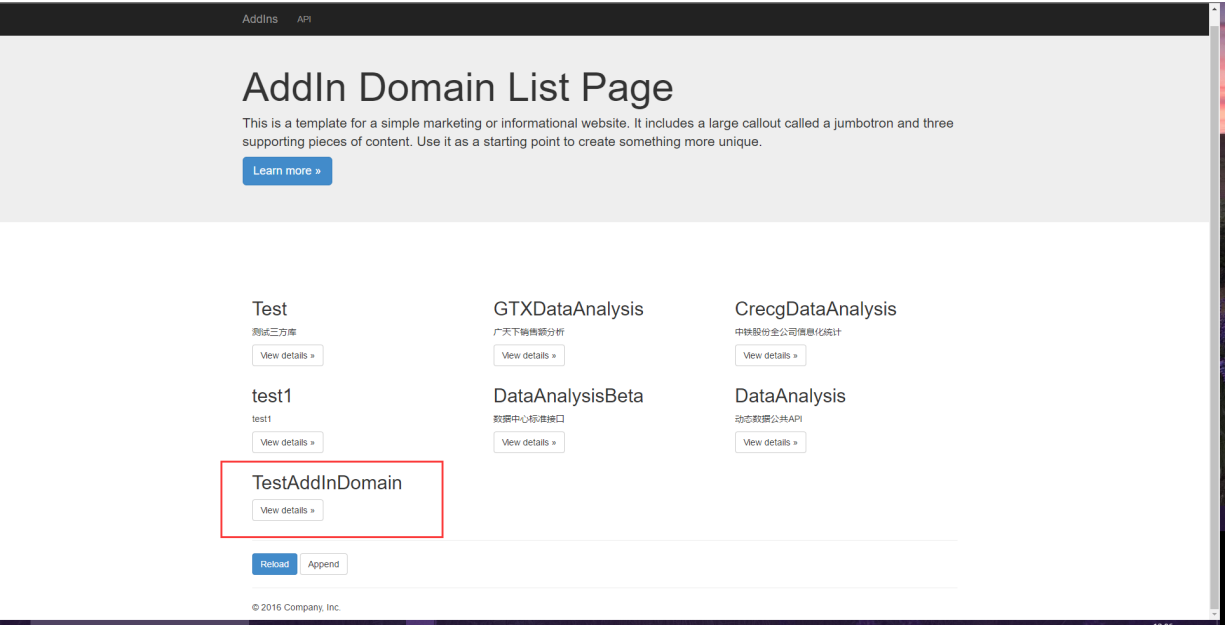 AddIns API
AddIn Domain List Page
This is a template for a simple marketing or informational website. It includes a large callout called a jumbotron and three
supporting pieces of content. Use it as a starting point to create something more unique.
Learn more »
Test GTXDataAnalysis CrecgDataAnalysis
测试三方库 广天下销售额分析 中铁股份全公司信息化统计
View details » View details » View details »
test1 DataAnalysisBeta DataAnalysis
test1 数据中心标准接口 动态数据公共API
View details » View details » View details »
TestAddInDomain
View details »
Reload Append
© 2016 Company, Inc.